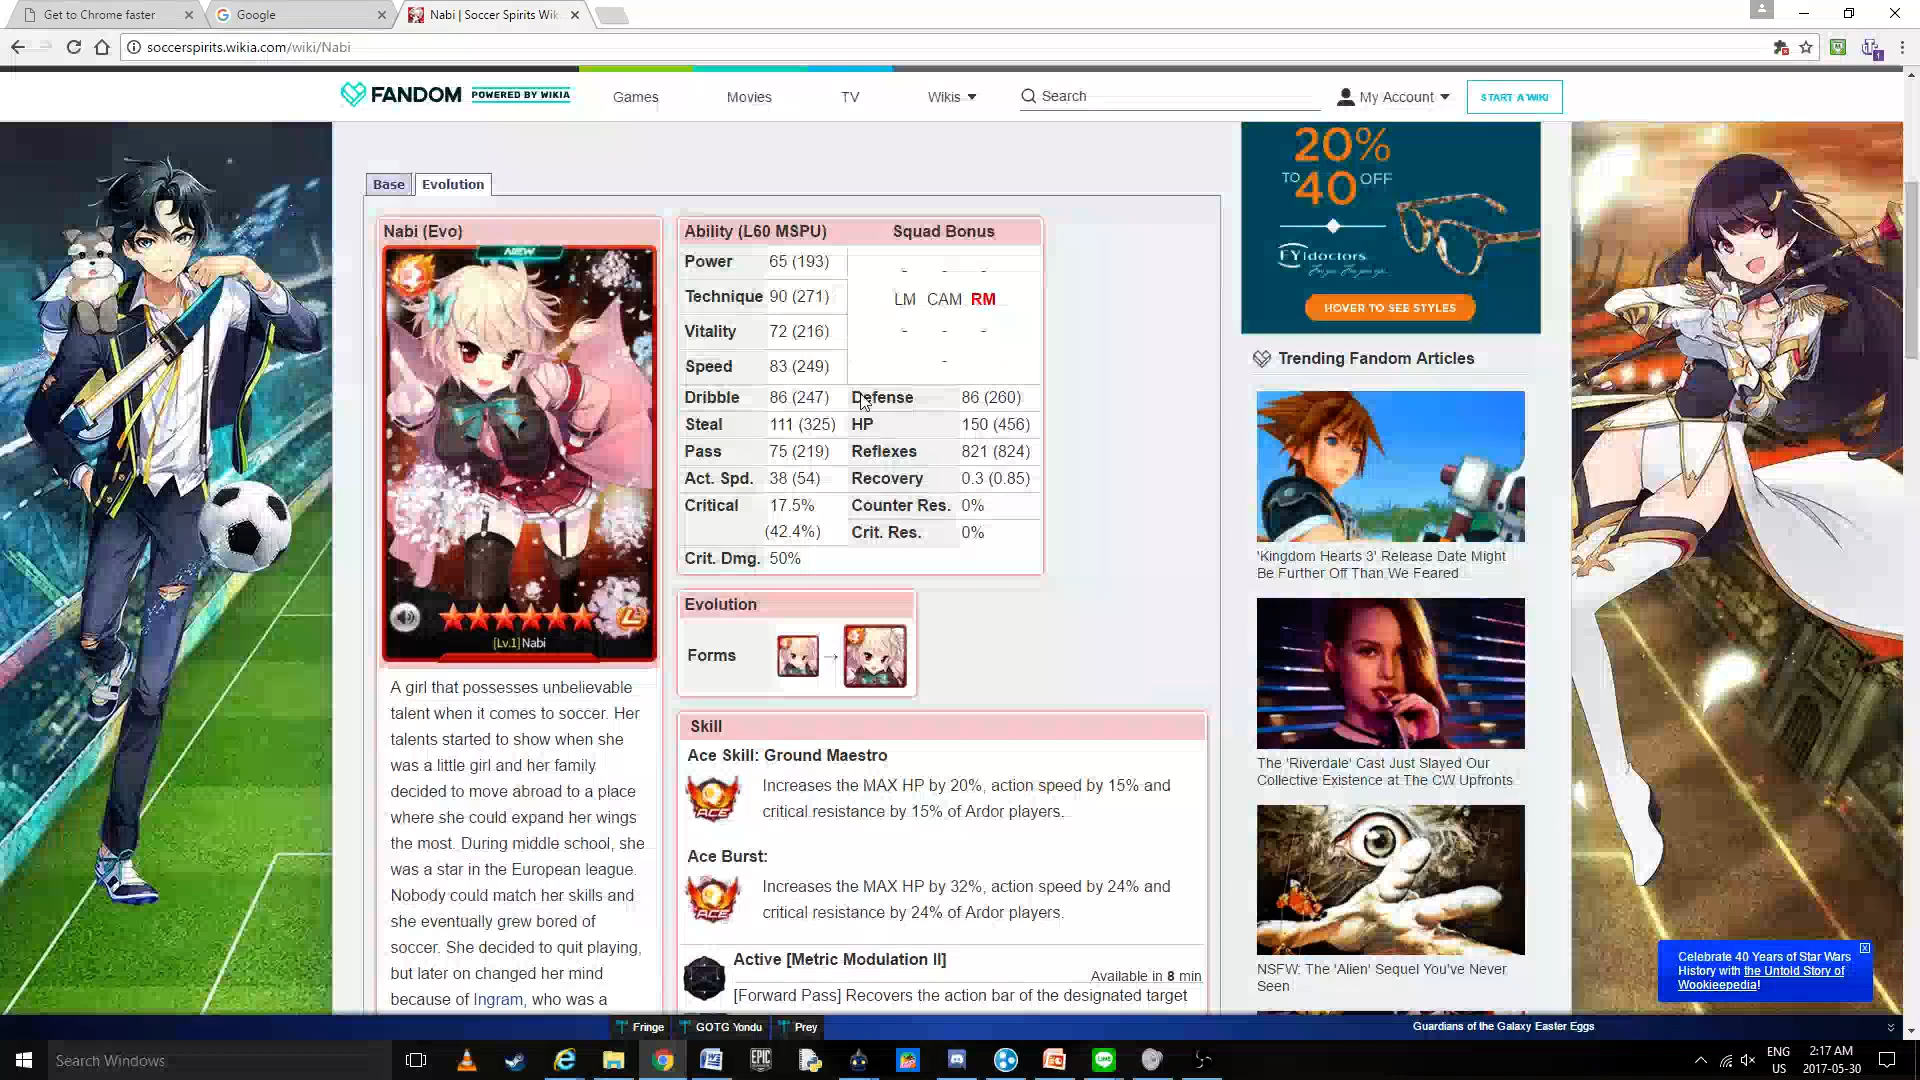 Get to Chrome faster
Google
Nabi | Soccer Spirits Wik
soccerspirits.wikia.com/wiki/Nabi
FANDOM POWERED BY WIKIA
Games Movies TV Wikis Search My Account START A WIKI
Base Evolution
Nabi (Evo)
NEW
[Lv.1] Nabi
A girl that possesses unbelievable
talent when it comes to soccer. Her
talents started to show when she
was a little girl and her family
decided to move abroad to a place
where she could expand her wings
the most. During middle school, she
was a star in the European league.
Nobody could match her skills and
she eventually grew bored of
soccer. She decided to quit playing,
but later on changed her mind
because of Ingram, who was a
Ability (L60 MSPU) Squad Bonus
Power 65 (193)
- - -
Technique 90 (271)
LM CAM RM
Vitality 72 (216)
- - -
Speed 83 (249)
-
Dribble 86 (247) Defense 86 (260)
Steal 111 (325) HP 150 (456)
Pass 75 (219) Reflexes 821 (824)
Act. Spd. 38 (54) Recovery 0.3 (0.85)
Critical 17.5% Counter Res. 0%
(42.4%) Crit. Res. 0%
Crit. Dmg. 50%
Evolution
Forms →
Skill
Ace Skill: Ground Maestro
ACE
Increases the MAX HP by 20%, action speed by 15% and
critical resistance by 15% of Ardor players.
Ace Burst:
ACE
Increases the MAX HP by 32%, action speed by 24% and
critical resistance by 24% of Ardor players.
Active [Metric Modulation II]
Available in 8 min
[Forward Pass] Recovers the action bar of the designated target
20%
TO 40 OFF
FYidoctors
HOVER TO SEE STYLES
Trending Fandom Articles
'Kingdom Hearts 3' Release Date Might
Be Further Off Than We Feared
The 'Riverdale' Cast Just Slayed Our
Collective Existence at The CW Upfronts
NSFW: The 'Alien' Sequel You've Never
Seen
Celebrate 40 Years of Star Wars
History with the Untold Story of
Wookieepedia!
Fringe GOTG Yondu Prey
Guardians of the Galaxy Easter Eggs
Search Windows
EPIC
LINE
ENG
US
2:17 AM
2017-05-30